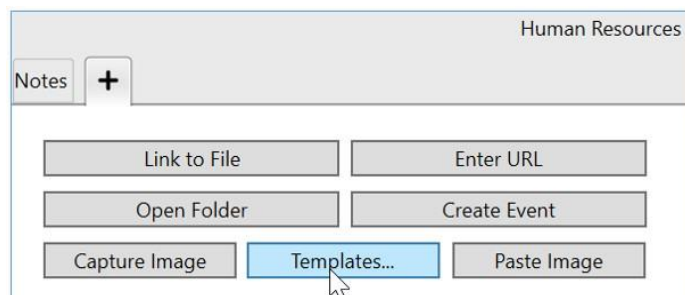 Human Resources
Notes +
Link to File Enter URL
Open Folder Create Event
Capture Image Templates... Paste Image